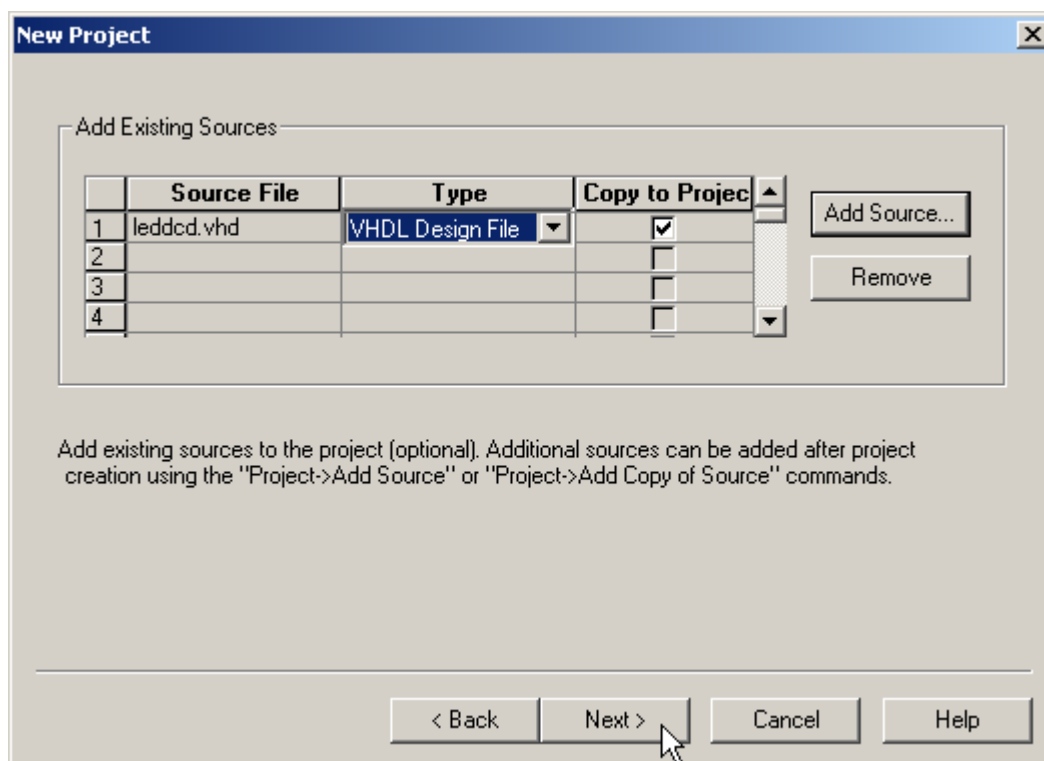 New Project
Add Existing Sources
Source File Type Copy to Projec
1 leddcd.vhd VHDL Design File
2
3
4
Add Source...
Remove
Add existing sources to the project (optional). Additional sources can be added after project
creation using the "Project->Add Source" or "Project->Add Copy of Source" commands.
< Back Next > Cancel Help